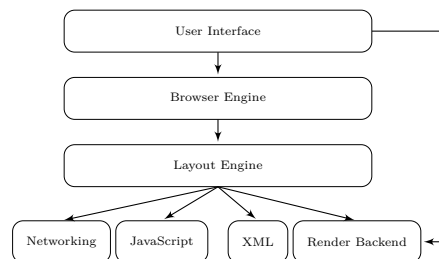 User Interface
Browser Engine
Layout Engine
Networking JavaScript XML Render Backend